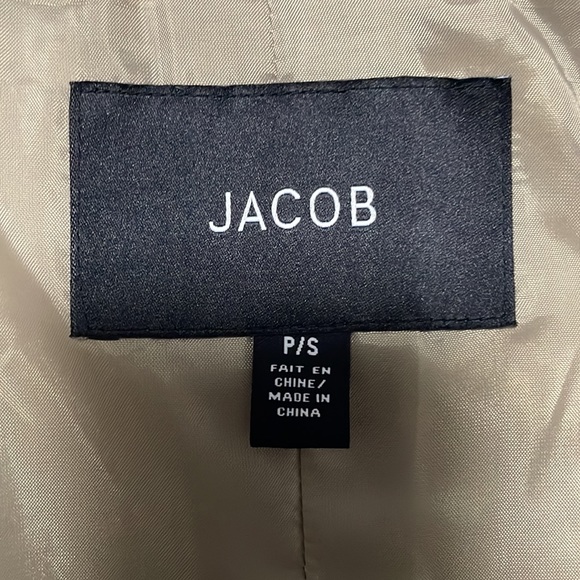 JACOB
P/S
FAIT EN
CHINE/
MADE IN
CHINA